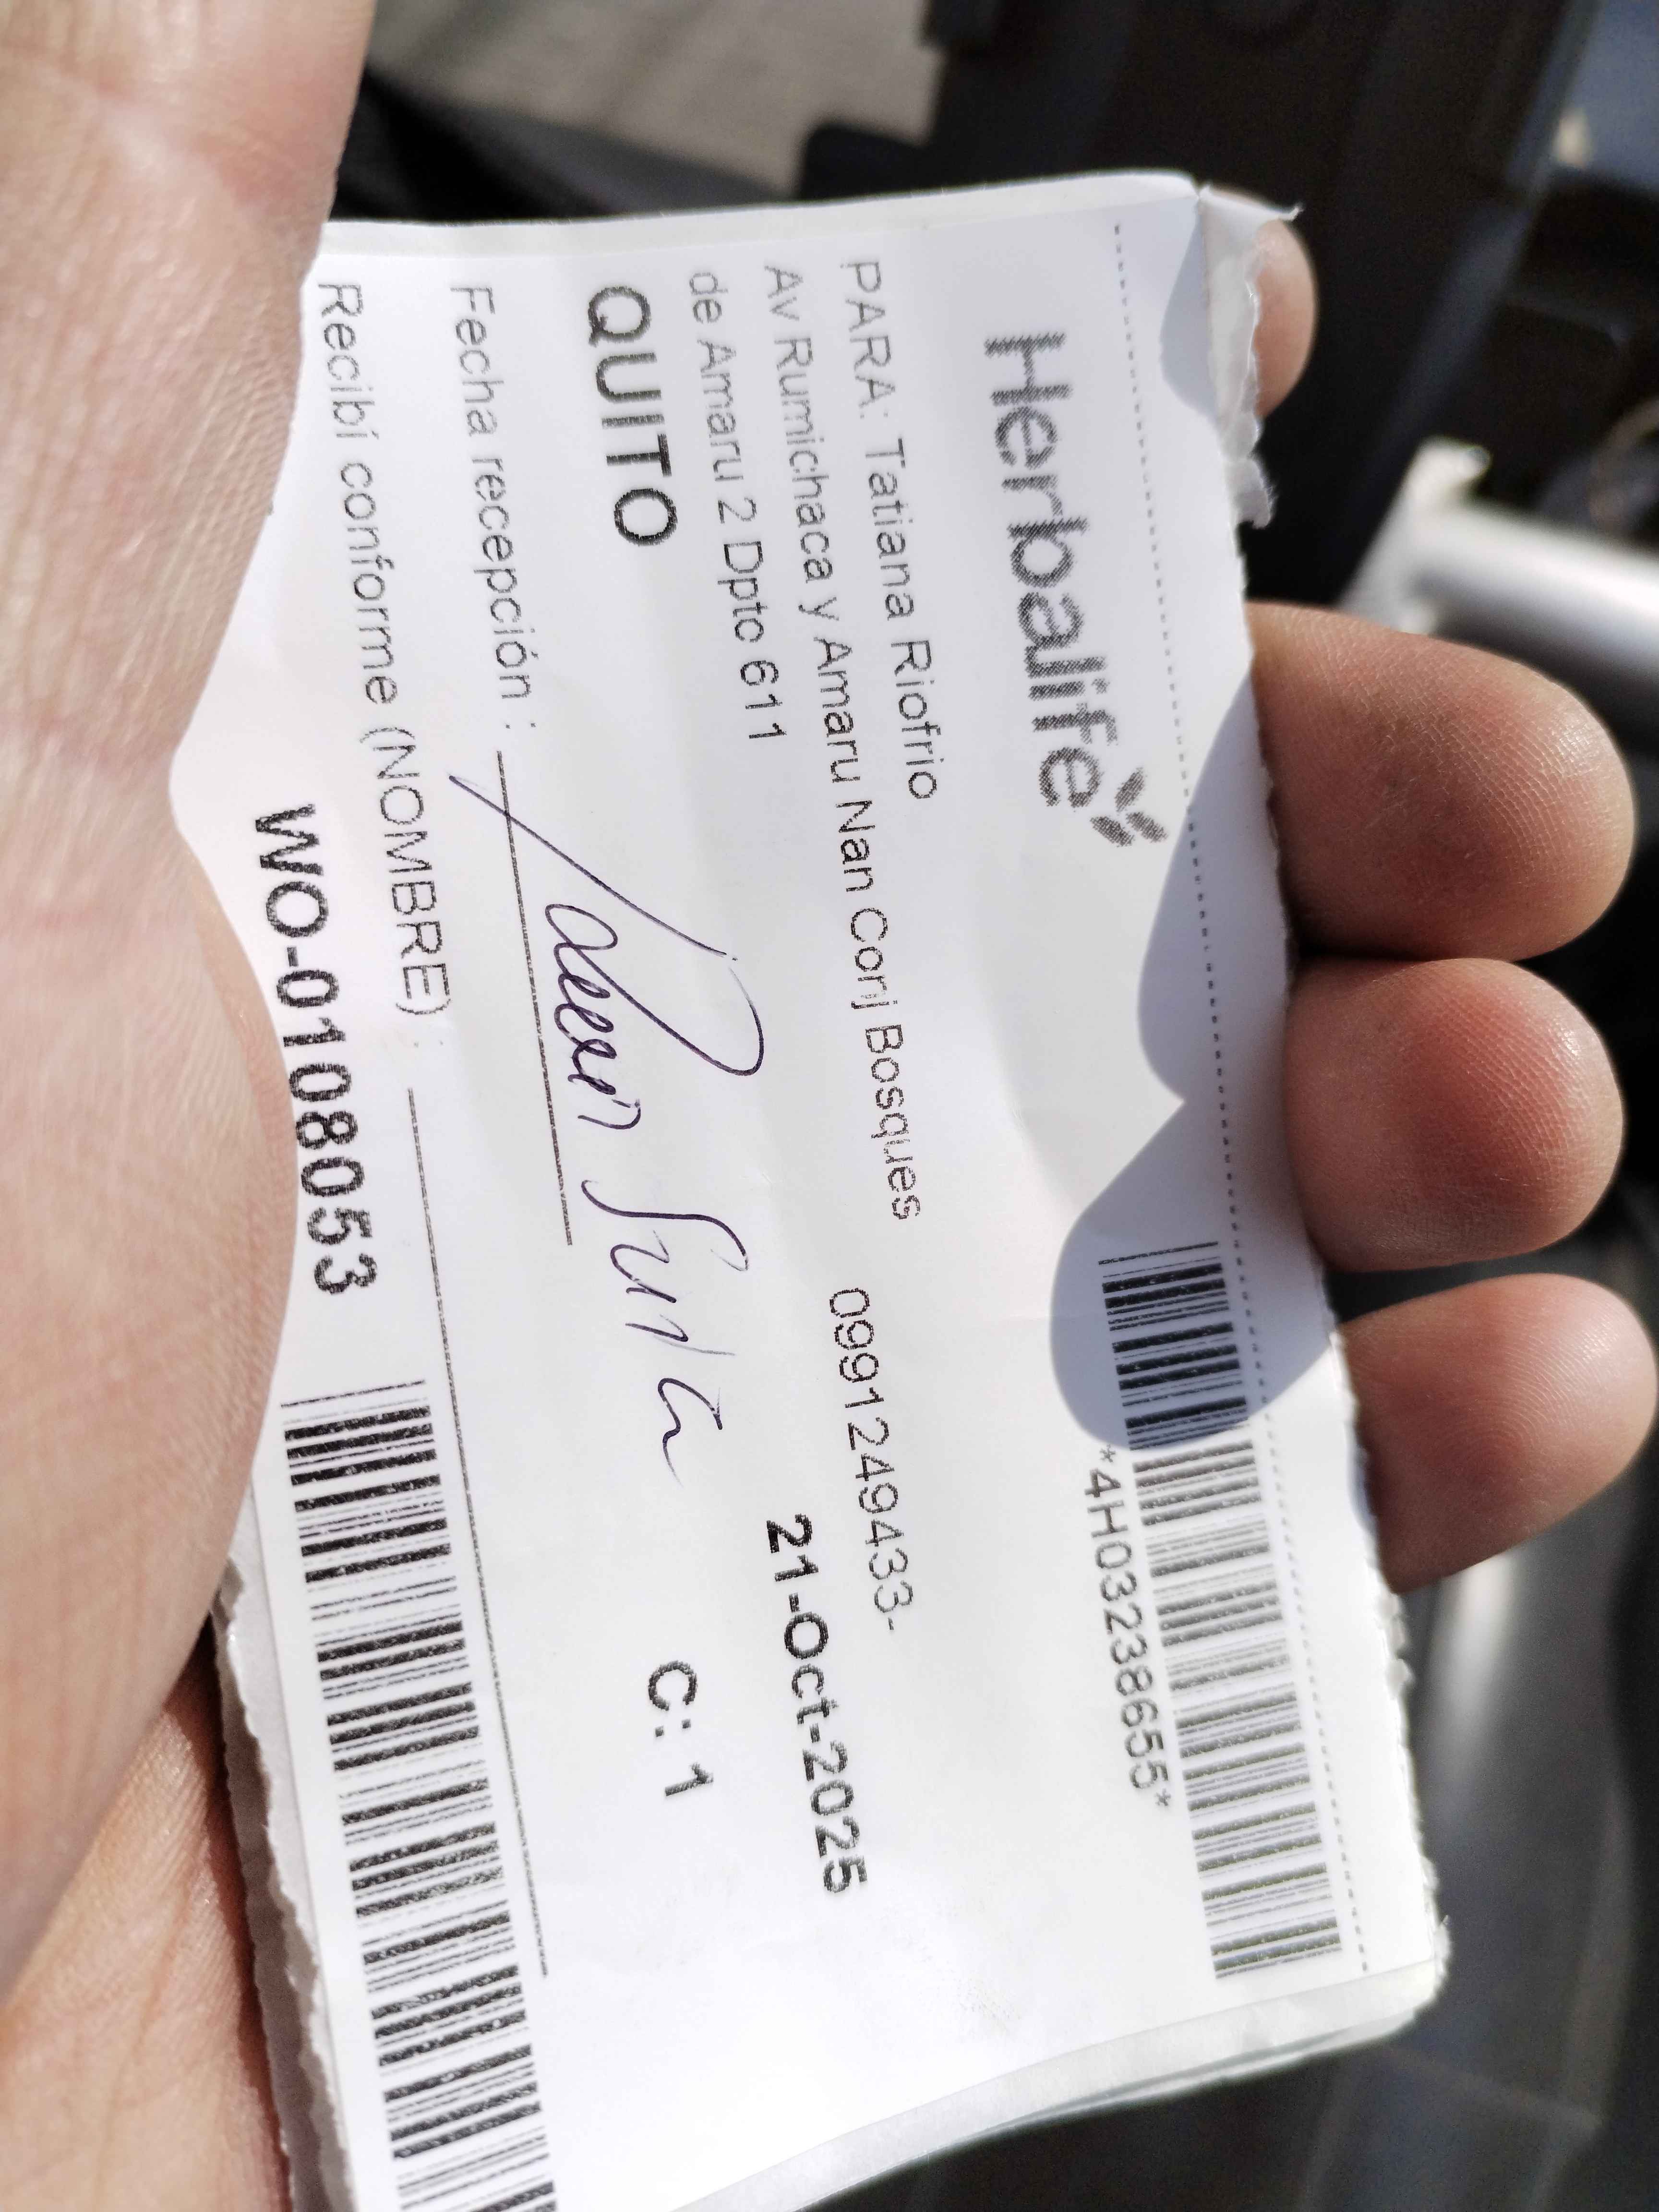 *4H03238655*
Herbalife
PARA: Tatiana Riofrio
Av Rumichaca y Amaru Nan Conj Bosques 0991249433-
de Amaru 2 Dpto 611 21-Oct-2025
QUITO C: 1
Fecha recepción :
Recibí conforme (NOMBRE) :
WO-0108053